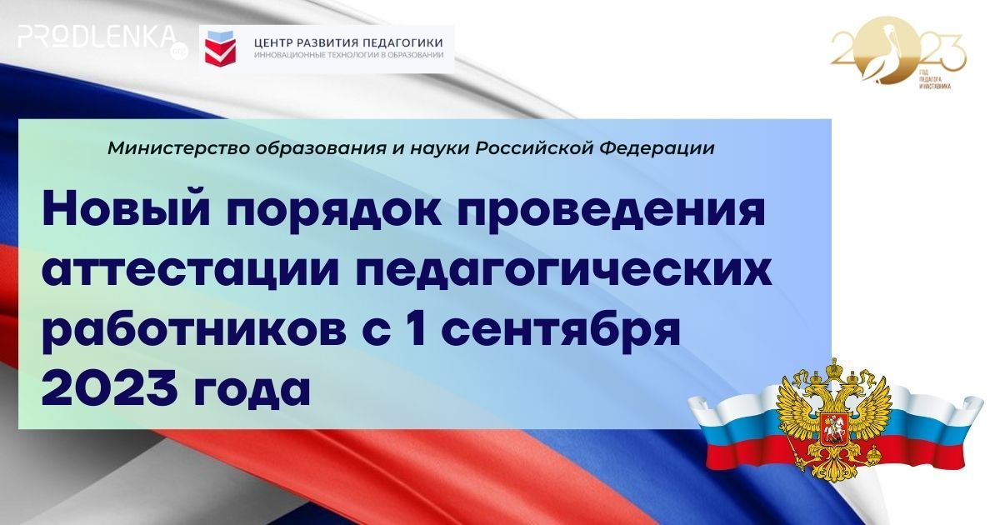 PRODLENKA
.org
ЦЕНТР РАЗВИТИЯ ПЕДАГОГИКИ
ИННОВАЦИОННЫЕ ТЕХНОЛОГИИ В ОБРАЗОВАНИИ
2023
ГОД
ПЕДАГОГА
И НАСТАВНИКА
Министерство образования и науки Российской Федерации
Новый порядок проведения
аттестации педагогических
работников с 1 сентября
2023 года